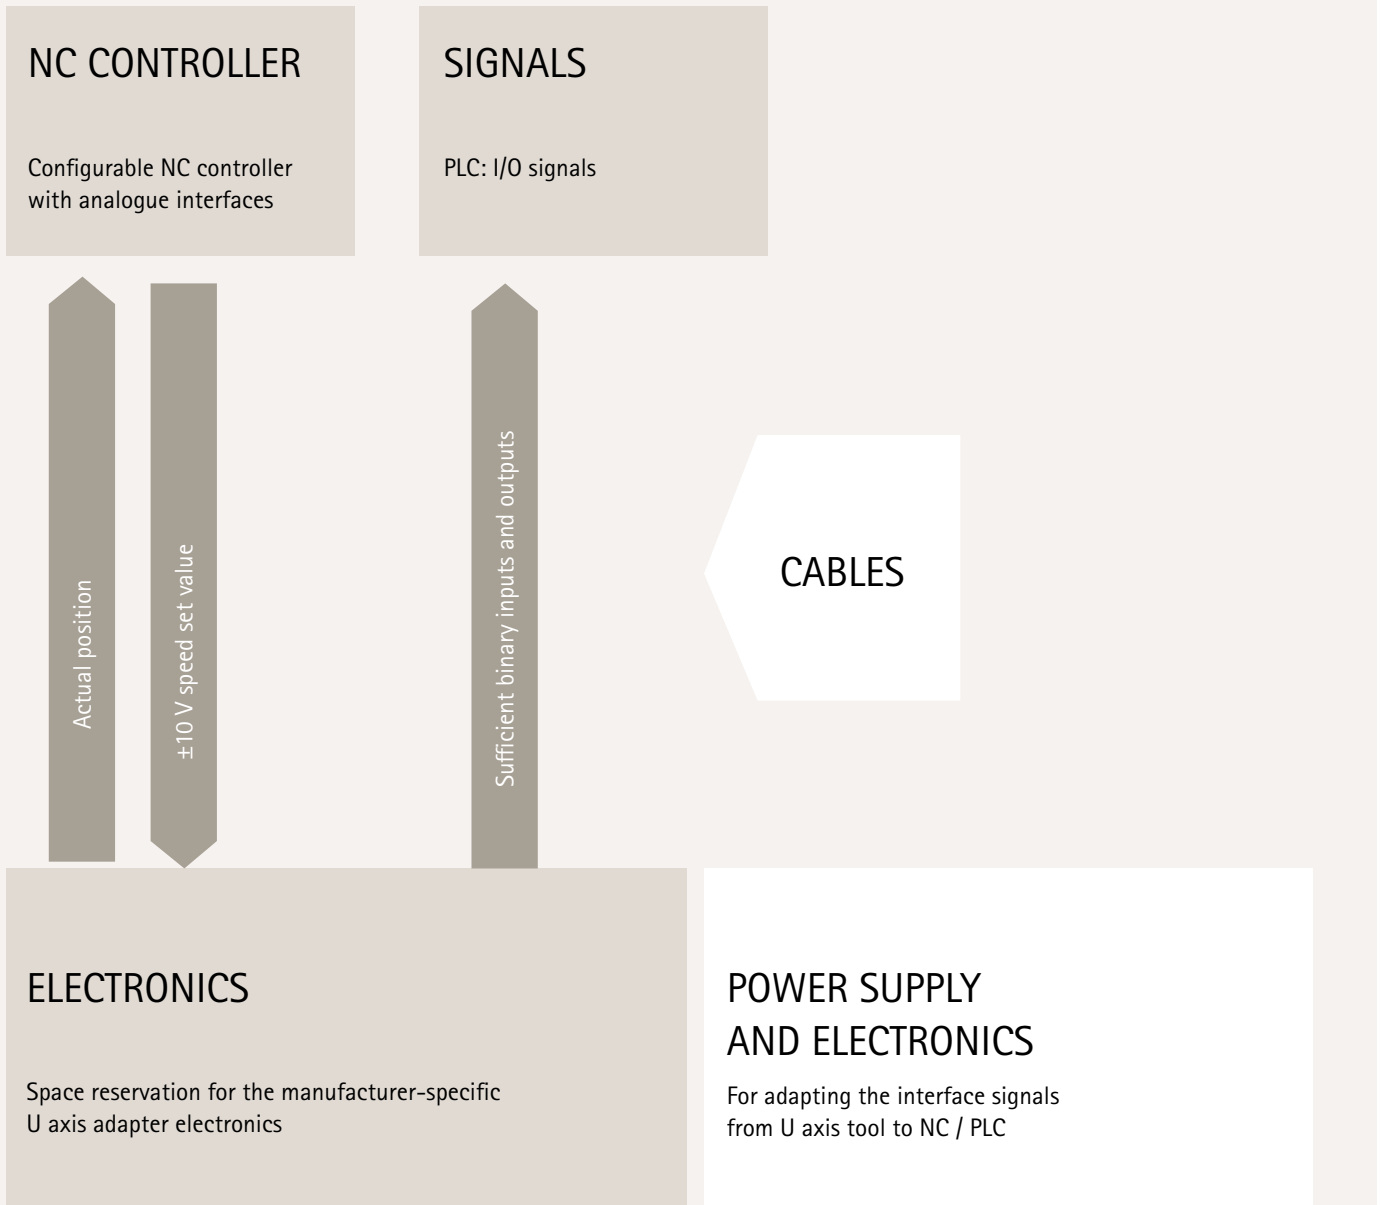 NC CONTROLLER
Configurable NC controller
with analogue interfaces
SIGNALS
PLC: I/O signals
Actual position
±10 V speed set value
Sufficient binary inputs and outputs
CABLES
ELECTRONICS
Space reservation for the manufacturer-specific
U axis adapter electronics
POWER SUPPLY
AND ELECTRONICS
For adapting the interface signals
from U axis tool to NC / PLC